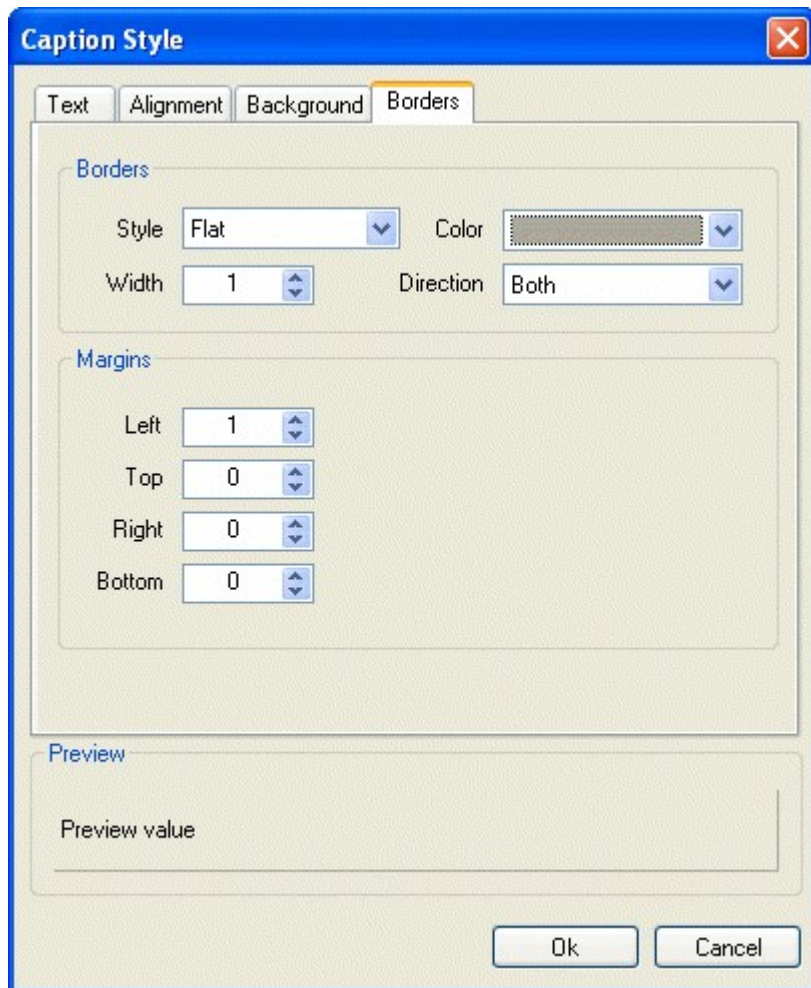 Caption Style
Text Alignment Background Borders
Borders
Style Flat Color
Width 1 Direction Both
Margins
Left 1
Top 0
Right 0
Bottom 0
Preview
Preview value
Ok Cancel